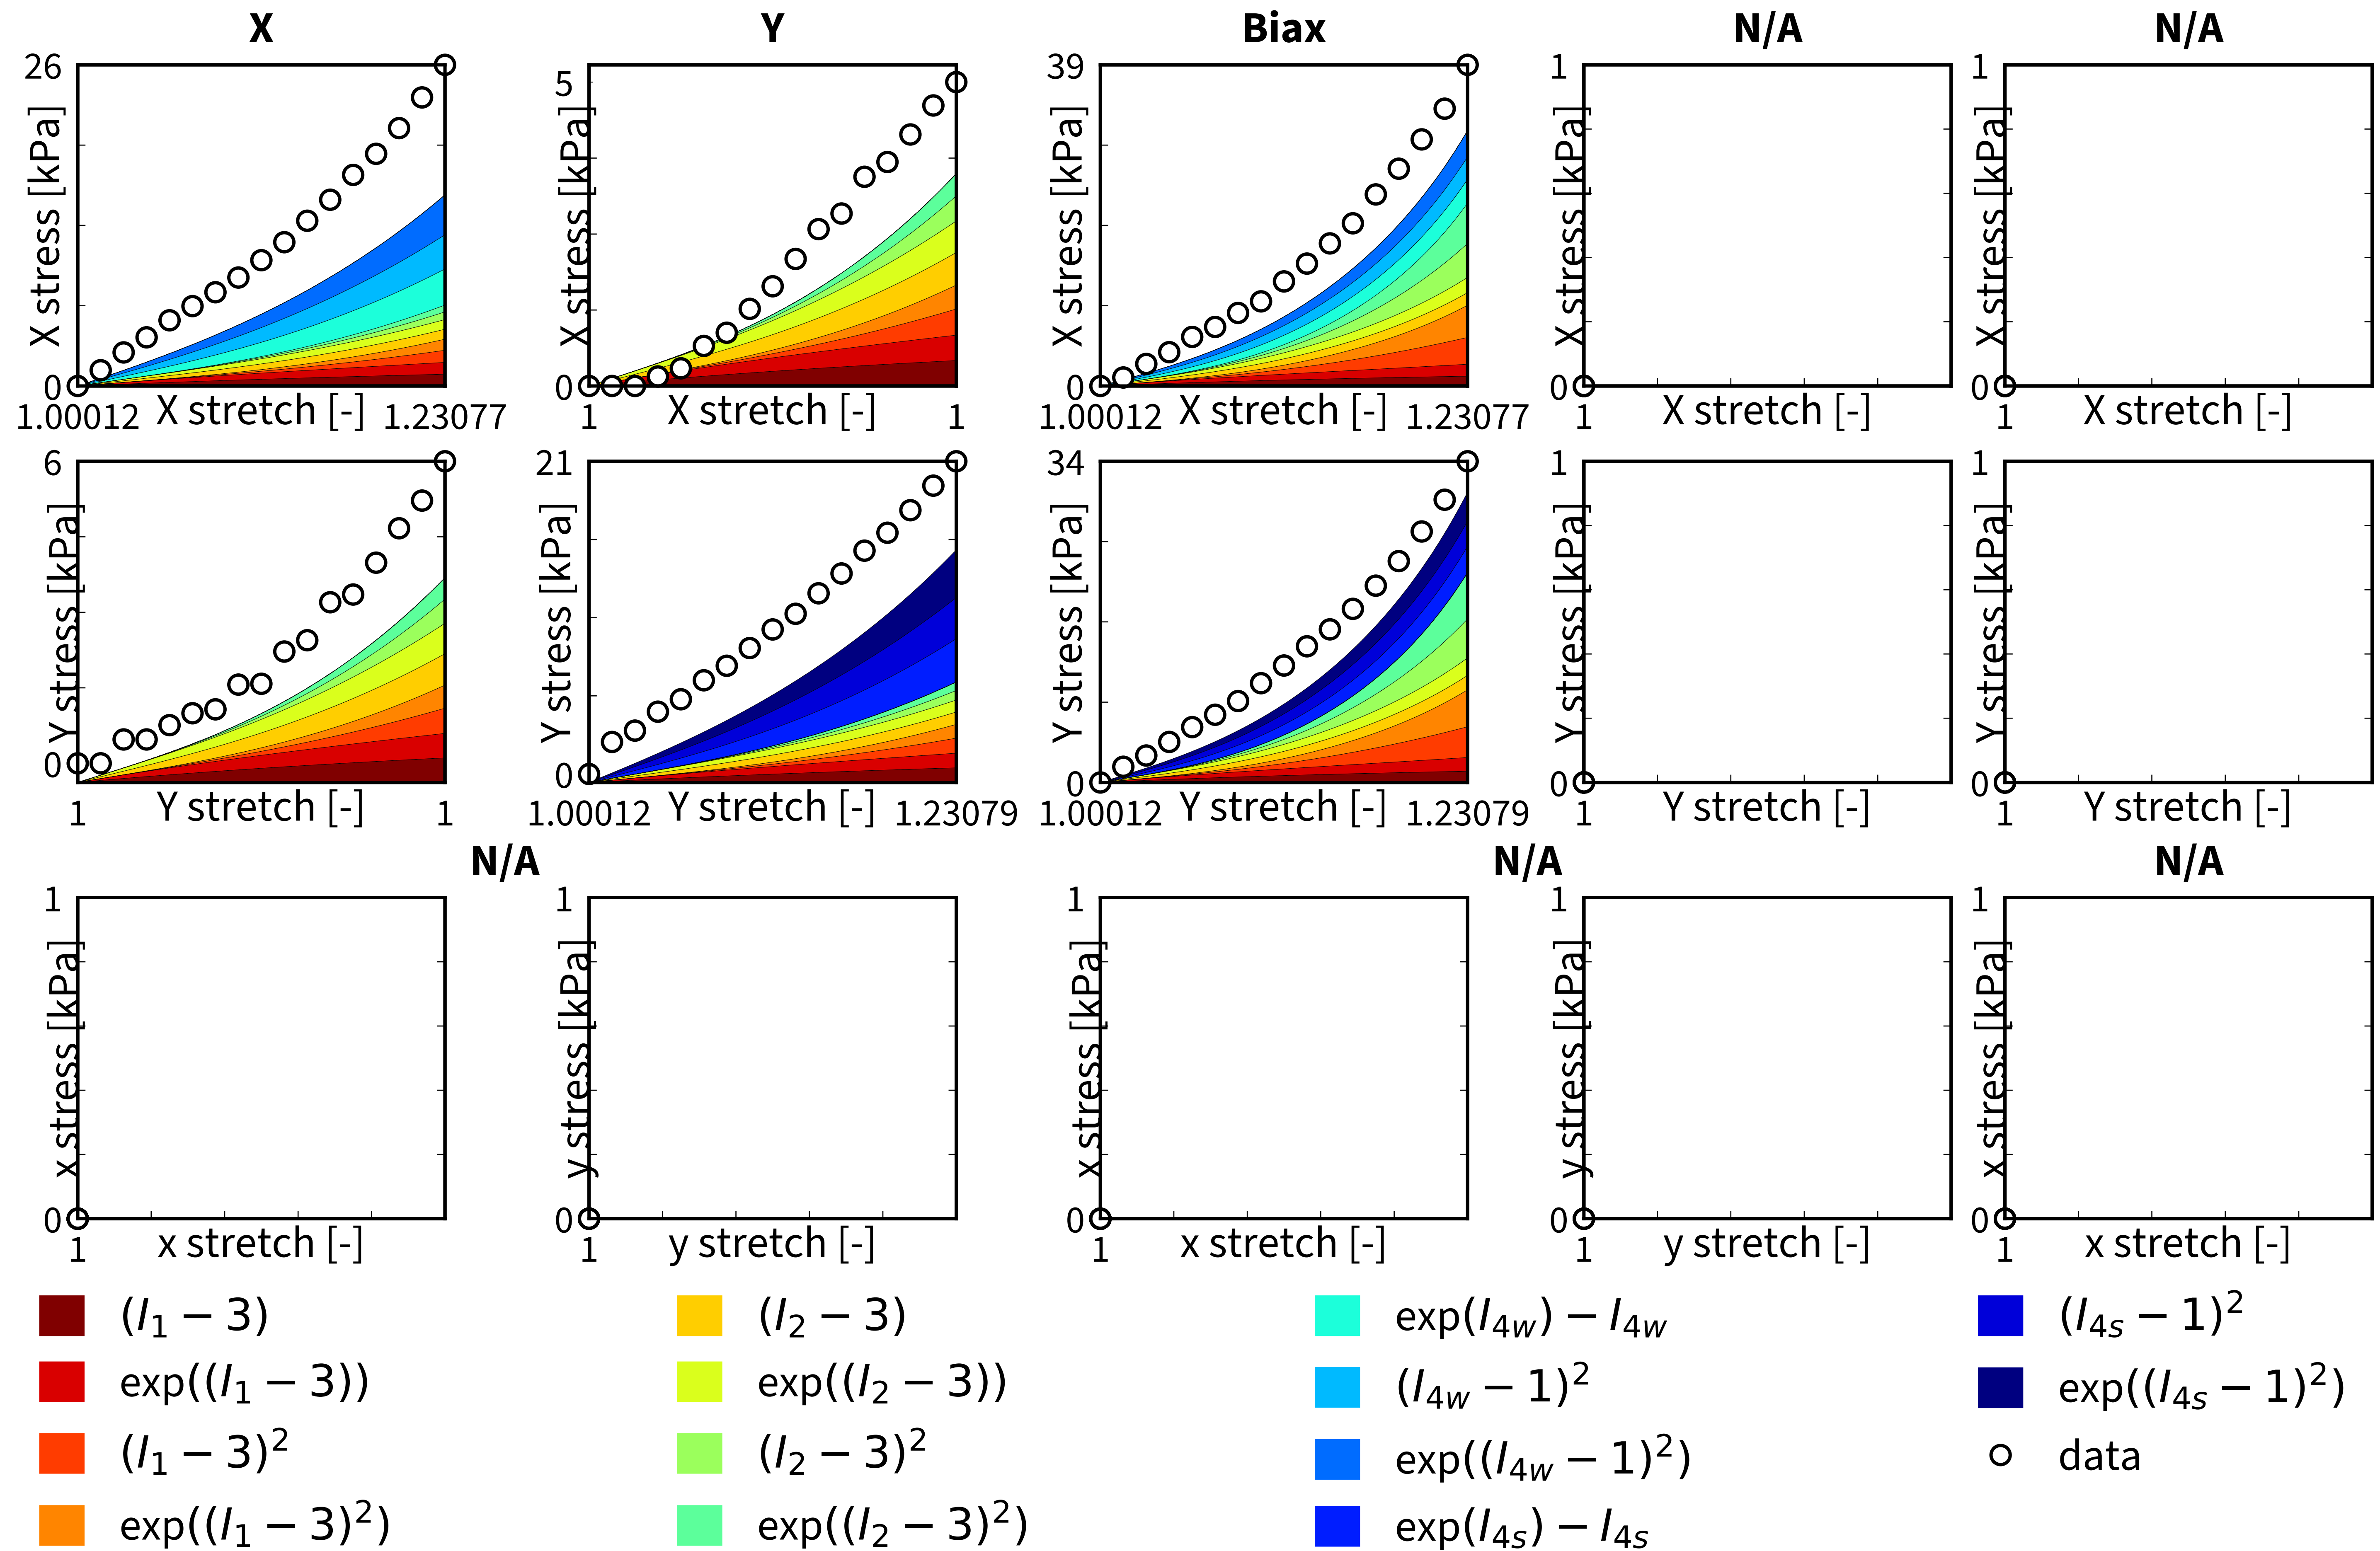 X Y Biax N/A N/A
26 5 39 1 1
X stress [kPa] X stress [kPa] X stress [kPa] X stress [kPa] X stress [kPa]
0 0 0 0 0
1.00012 X stretch [-] 1.23077 1 X stretch [-] 1 1.00012 X stretch [-] 1.23077 1 X stretch [-] 1 X stretch [-]
6 21 34 1 1
Y stress [kPa] Y stress [kPa] Y stress [kPa] Y stress [kPa] Y stress [kPa]
0 0 0 0 0
1 Y stretch [-] 1 1.00012 Y stretch [-] 1.23079 1.00012 Y stretch [-] 1.23079 1 Y stretch [-] 1 Y stretch [-]
N/A N/A N/A
1 1 1 1 1
x stress [kPa] y stress [kPa] x stress [kPa] y stress [kPa] x stress [kPa]
0 0 0 0 0
1 x stretch [-] 1 y stretch [-] 1 x stretch [-] 1 y stretch [-] 1 x stretch [-]
(I₁ − 3) (I₂ − 3) exp(I₄w) − I₄w (I₄s − 1)²
exp((I₁ − 3)) exp((I₂ − 3)) (I₄w − 1)² exp((I₄s − 1)²)
(I₁ − 3)² (I₂ − 3)² exp((I₄w − 1)²) data
exp((I₁ − 3)²) exp((I₂ − 3)²) exp(I₄s) − I₄s